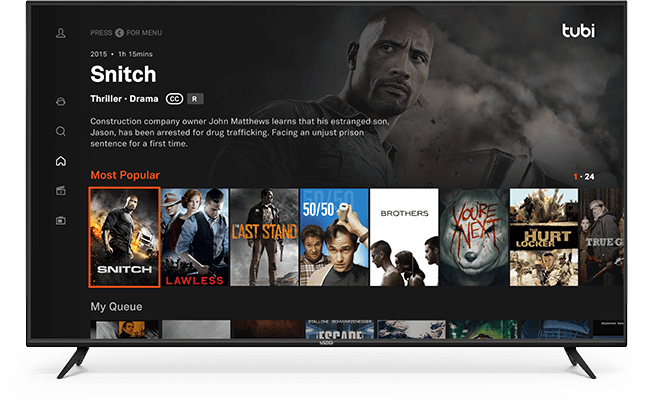 PRESS < FOR MENU
tubi
2015 • 1h 15mins
Snitch
Thriller · Drama CC R
Construction company owner John Matthews learns that his estranged son,
Jason, has been arrested for drug trafficking. Facing an unjust prison
sentence for a first time.
Most Popular
1 · 24
SNITCH
LAWLESS
LAST STAND
50/50
BROTHERS
YOU'RE NEXT
THE HURT LOCKER
TRUE G
My Queue
STALLONE SCHWARZENEGGER
ESCAPE
VIZIO